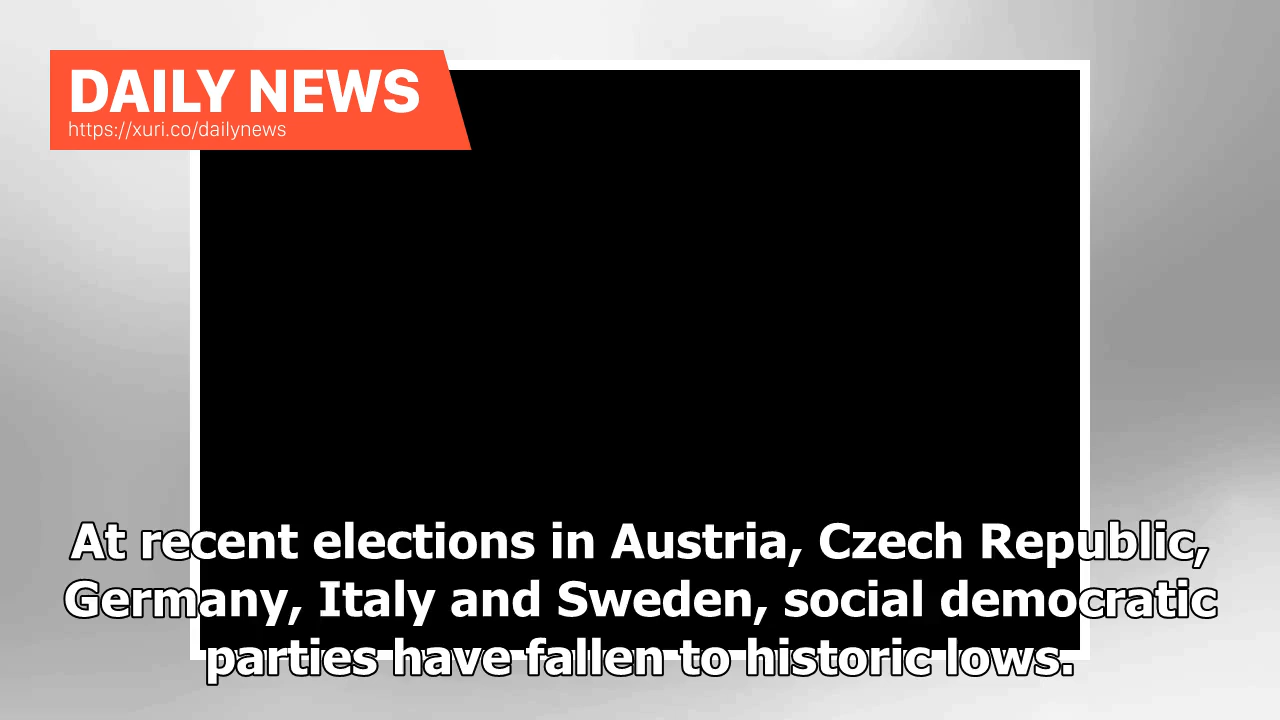 DAILY NEWS
https://xuri.co/dailynews
At recent elections in Austria, Czech Republic,
Germany, Italy and Sweden, social democratic
parties have fallen to historic lows.